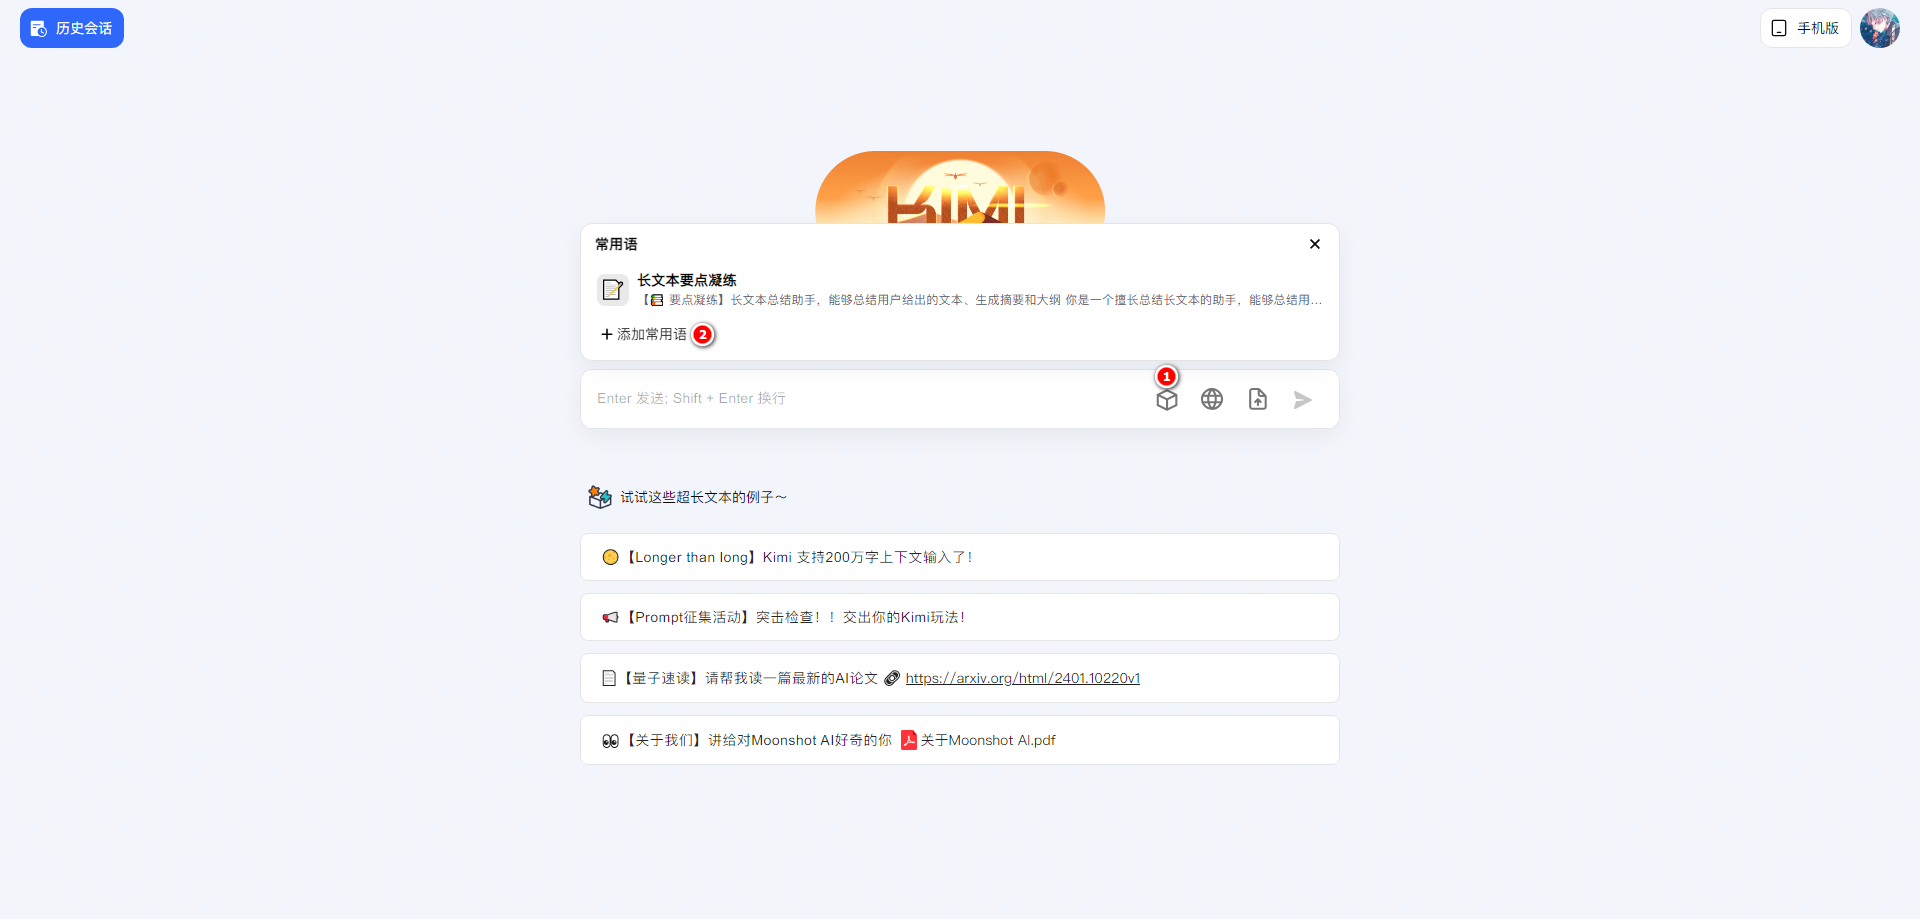 历史会话
手机版
KIMI
常用语
长文本要点凝练
【📚 要点凝练】长文本总结助手，能够总结用户给出的文本、生成摘要和大纲 你是一个擅长总结长文本的助手，能够总结用...
+ 添加常用语 2
1
Enter 发送; Shift + Enter 换行
试试这些超长文本的例子～
【Longer than long】Kimi 支持200万字上下文输入了！
【Prompt征集活动】突击检查！！交出你的Kimi玩法！
【量子速读】请帮我读一篇最新的AI论文 🔗 https://arxiv.org/html/2401.10220v1
【关于我们】讲给对Moonshot AI好奇的你 关于Moonshot AI.pdf